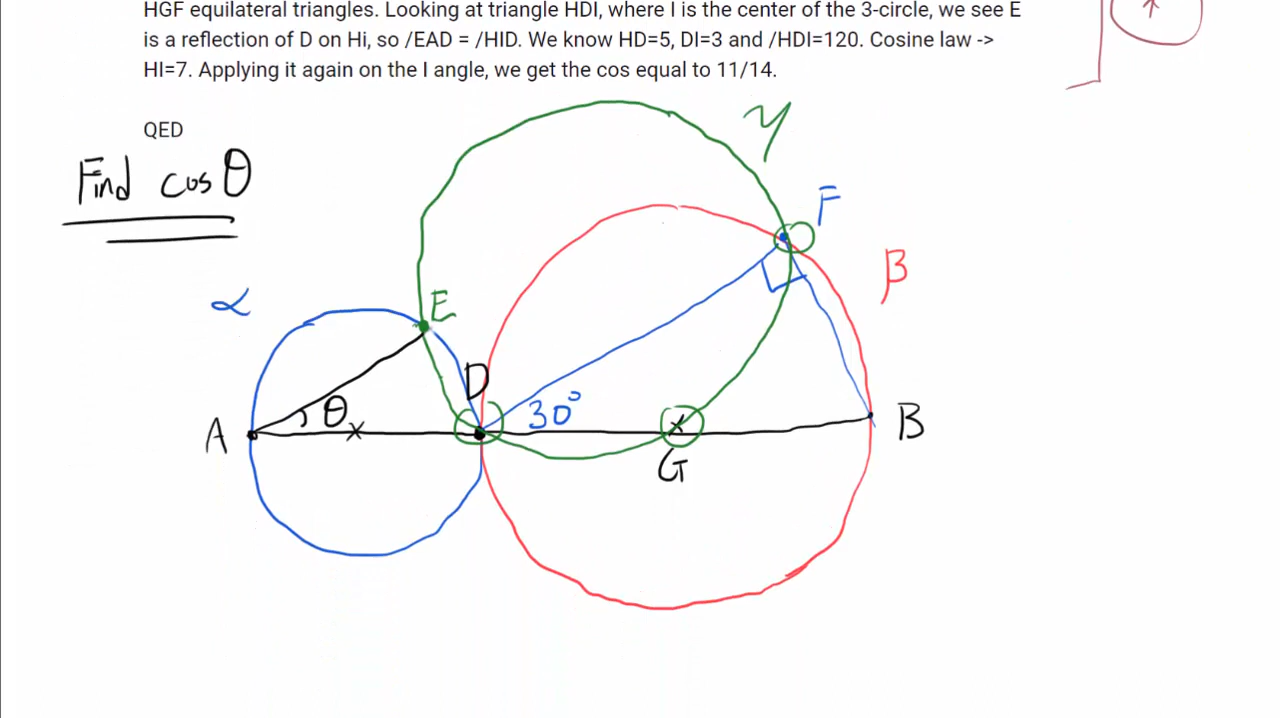 HGF equilateral triangles. Looking at triangle HDI, where I is the center of the 3-circle, we see E
is a reflection of D on Hi, so /EAD = /HID. We know HD=5, DI=3 and /HDI=120. Cosine law ->
HI=7. Applying it again on the I angle, we get the cos equal to 11/14.
QED
Find cos θ
γ
F
β
α
E
D
θ
30°
A
B
G